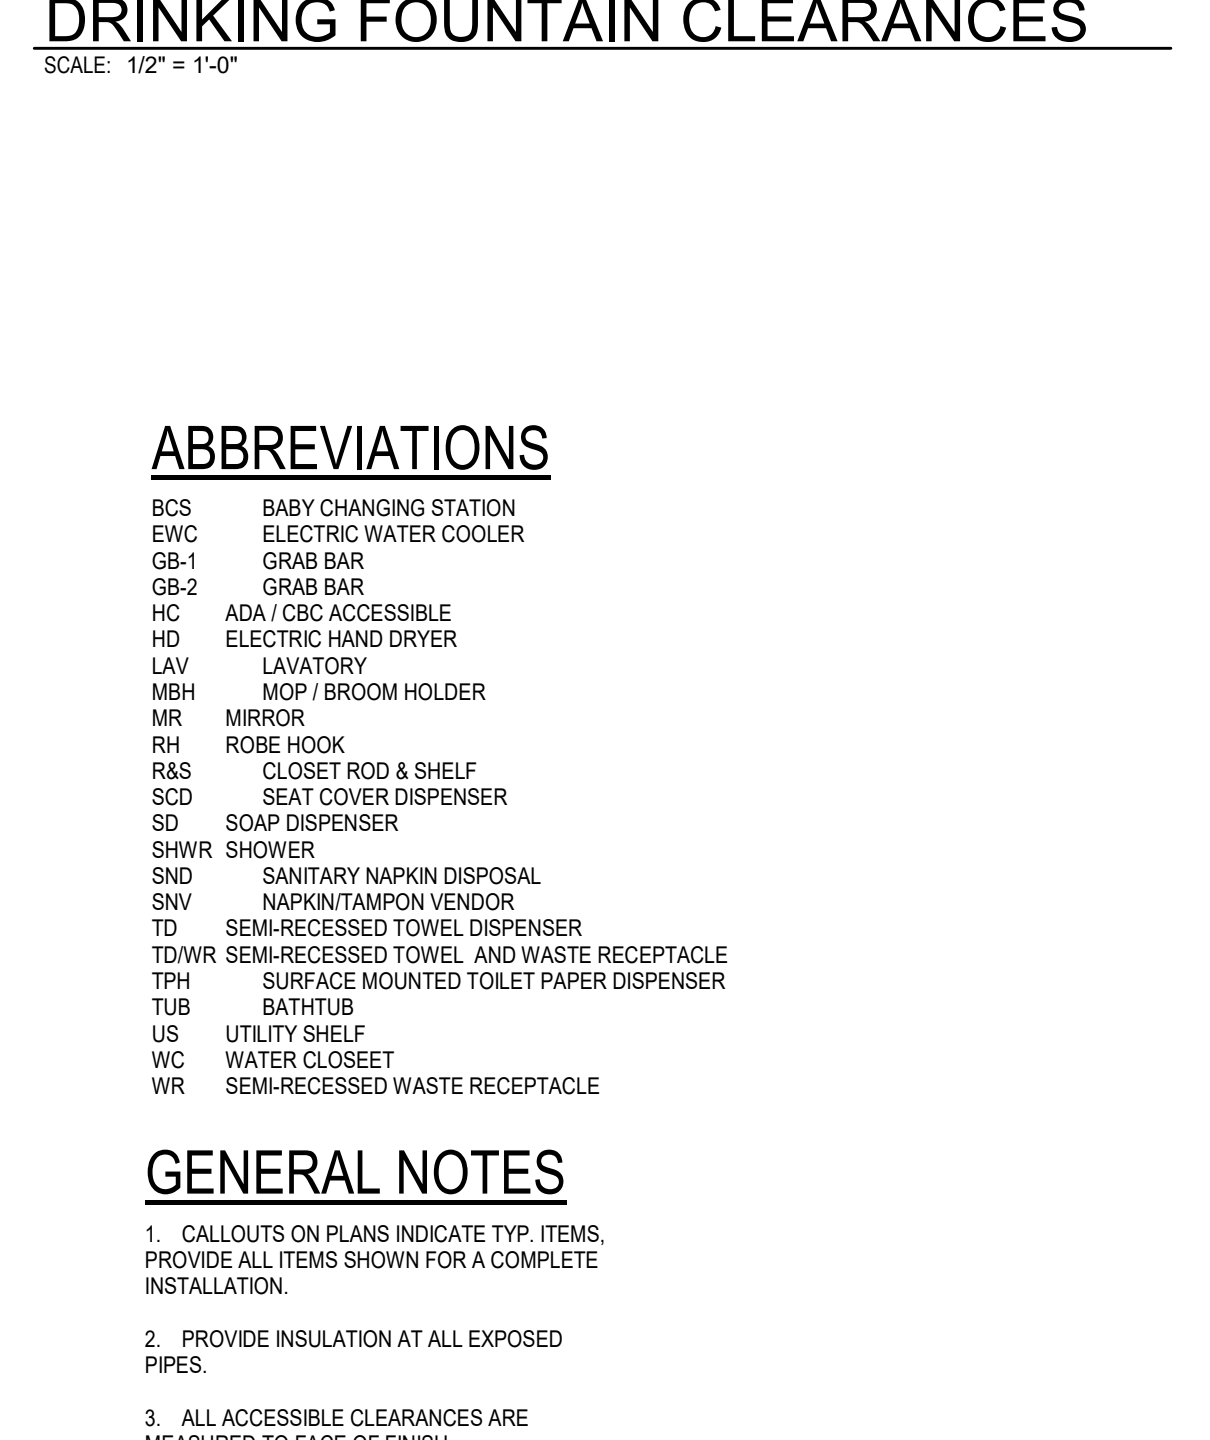 DRINKING FOUNTAIN CLEARANCES
SCALE: 1/2" = 1'-0"
ABBREVIATIONS
BCS BABY CHANGING STATION
EWC ELECTRIC WATER COOLER
GB-1 GRAB BAR
GB-2 GRAB BAR
HC ADA / CBC ACCESSIBLE
HD ELECTRIC HAND DRYER
LAV LAVATORY
MBH MOP / BROOM HOLDER
MR MIRROR
RH ROBE HOOK
R&S CLOSET ROD & SHELF
SCD SEAT COVER DISPENSER
SD SOAP DISPENSER
SHWR SHOWER
SND SANITARY NAPKIN DISPOSAL
SNV NAPKIN/TAMPON VENDOR
TD SEMI-RECESSED TOWEL DISPENSER
TD/WR SEMI-RECESSED TOWEL AND WASTE RECEPTACLE
TPH SURFACE MOUNTED TOILET PAPER DISPENSER
TUB BATHTUB
US UTILITY SHELF
WC WATER CLOSEET
WR SEMI-RECESSED WASTE RECEPTACLE
GENERAL NOTES
1. CALLOUTS ON PLANS INDICATE TYP. ITEMS,
PROVIDE ALL ITEMS SHOWN FOR A COMPLETE
INSTALLATION.
2. PROVIDE INSULATION AT ALL EXPOSED
PIPES.
3. ALL ACCESSIBLE CLEARANCES ARE
MEASURED TO FACE OF FINISH